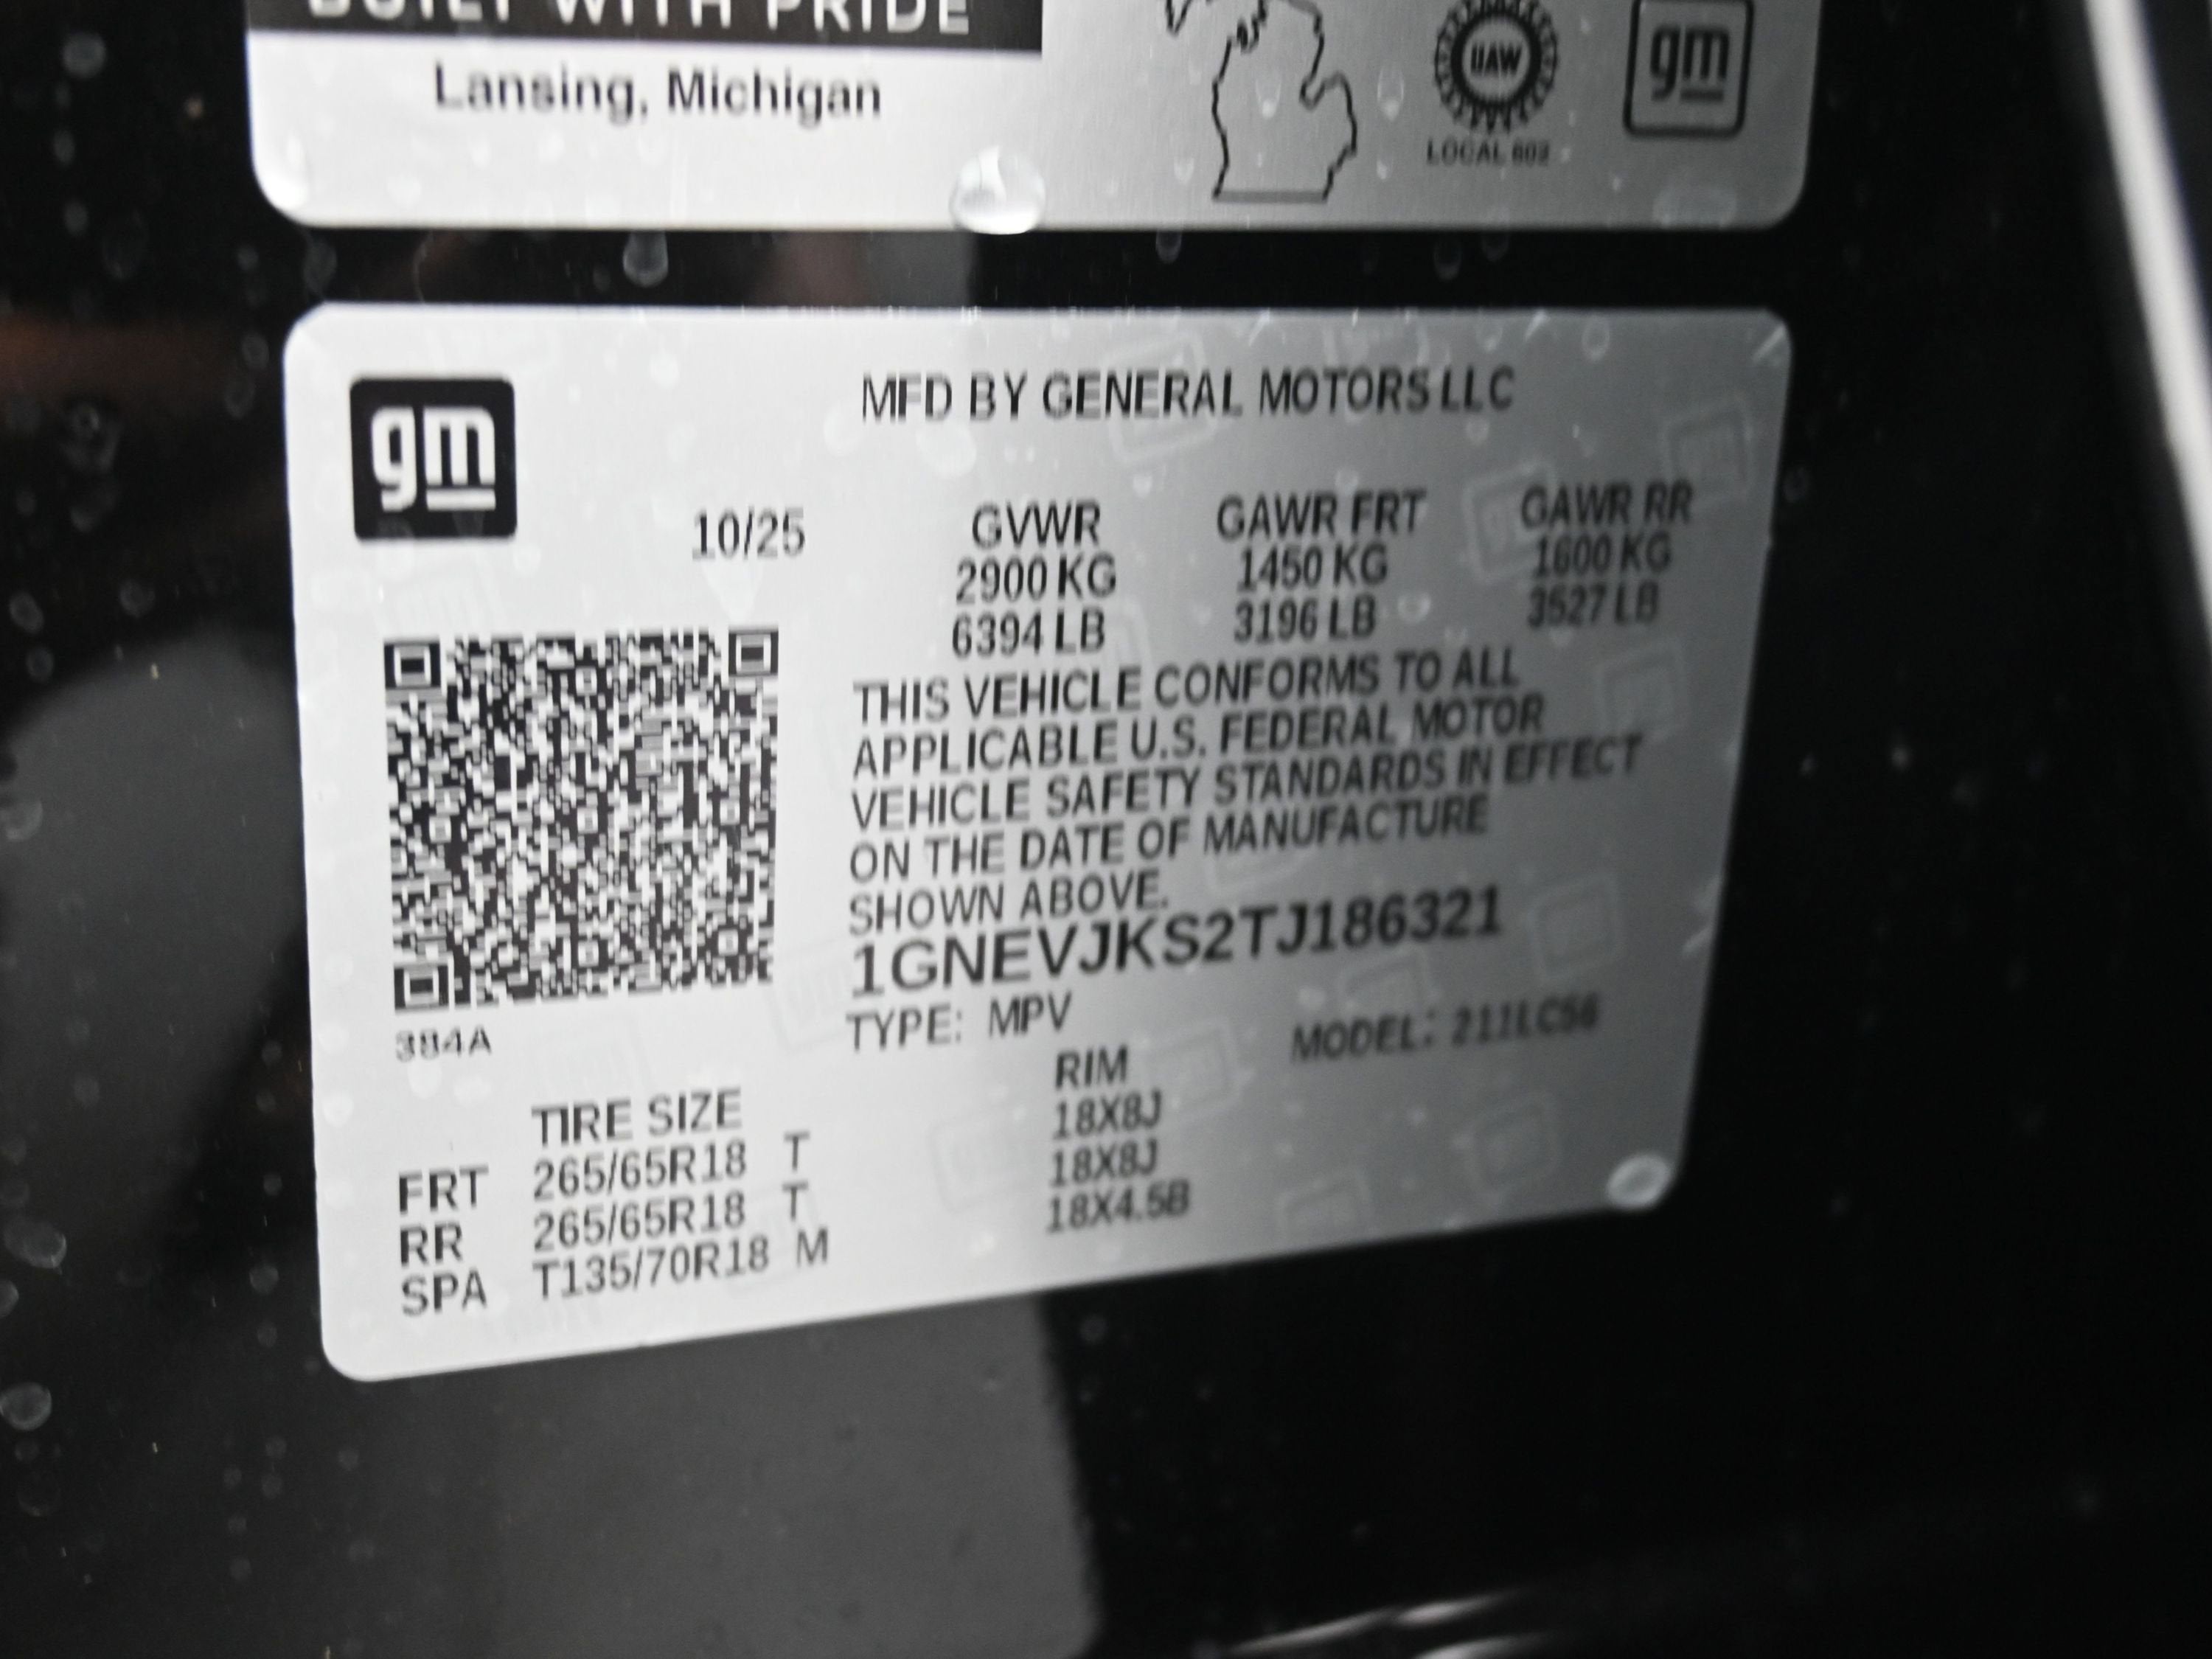 BUILT WITH PRIDE
Lansing, Michigan
UAW
LOCAL 602
gm
gm
MFD BY GENERAL MOTORS LLC
10/25 GVWR GAWR FRT GAWR RR
2900 KG 1450 KG 1600 KG
6394 LB 3196 LB 3527 LB
THIS VEHICLE CONFORMS TO ALL
APPLICABLE U.S. FEDERAL MOTOR
VEHICLE SAFETY STANDARDS IN EFFECT
ON THE DATE OF MANUFACTURE
SHOWN ABOVE.
1GNEVJKS2TJ186321
384A
TYPE: MPV MODEL: 211LC56
TIRE SIZE RIM
FRT 265/65R18 T 18X8J
RR 265/65R18 T 18X8J
SPA T135/70R18 M 18X4.5B